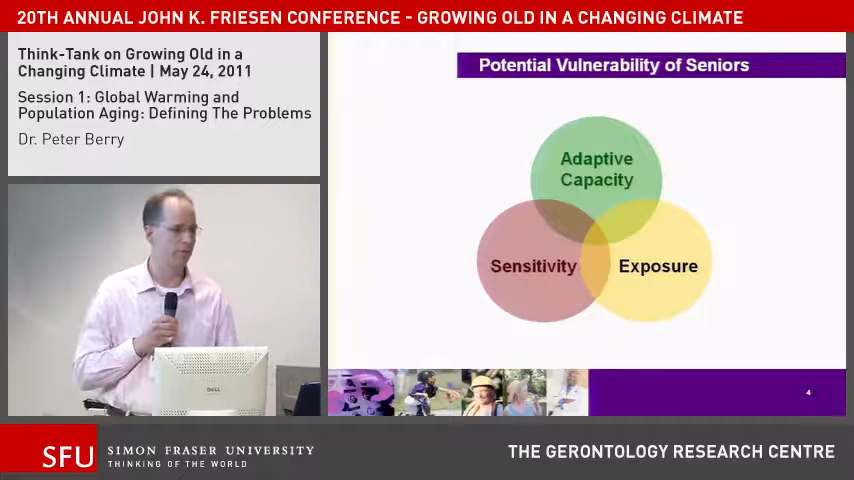 20TH ANNUAL JOHN K. FRIESEN CONFERENCE - GROWING OLD IN A CHANGING CLIMATE
Think-Tank on Growing Old in a
Changing Climate | May 24, 2011
Session 1: Global Warming and
Population Aging: Defining The Problems
Dr. Peter Berry
Potential Vulnerability of Seniors
Adaptive
Capacity
Sensitivity
Exposure
DELL
4
SFU
SIMON FRASER UNIVERSITY
THINKING OF THE WORLD
THE GERONTOLOGY RESEARCH CENTRE